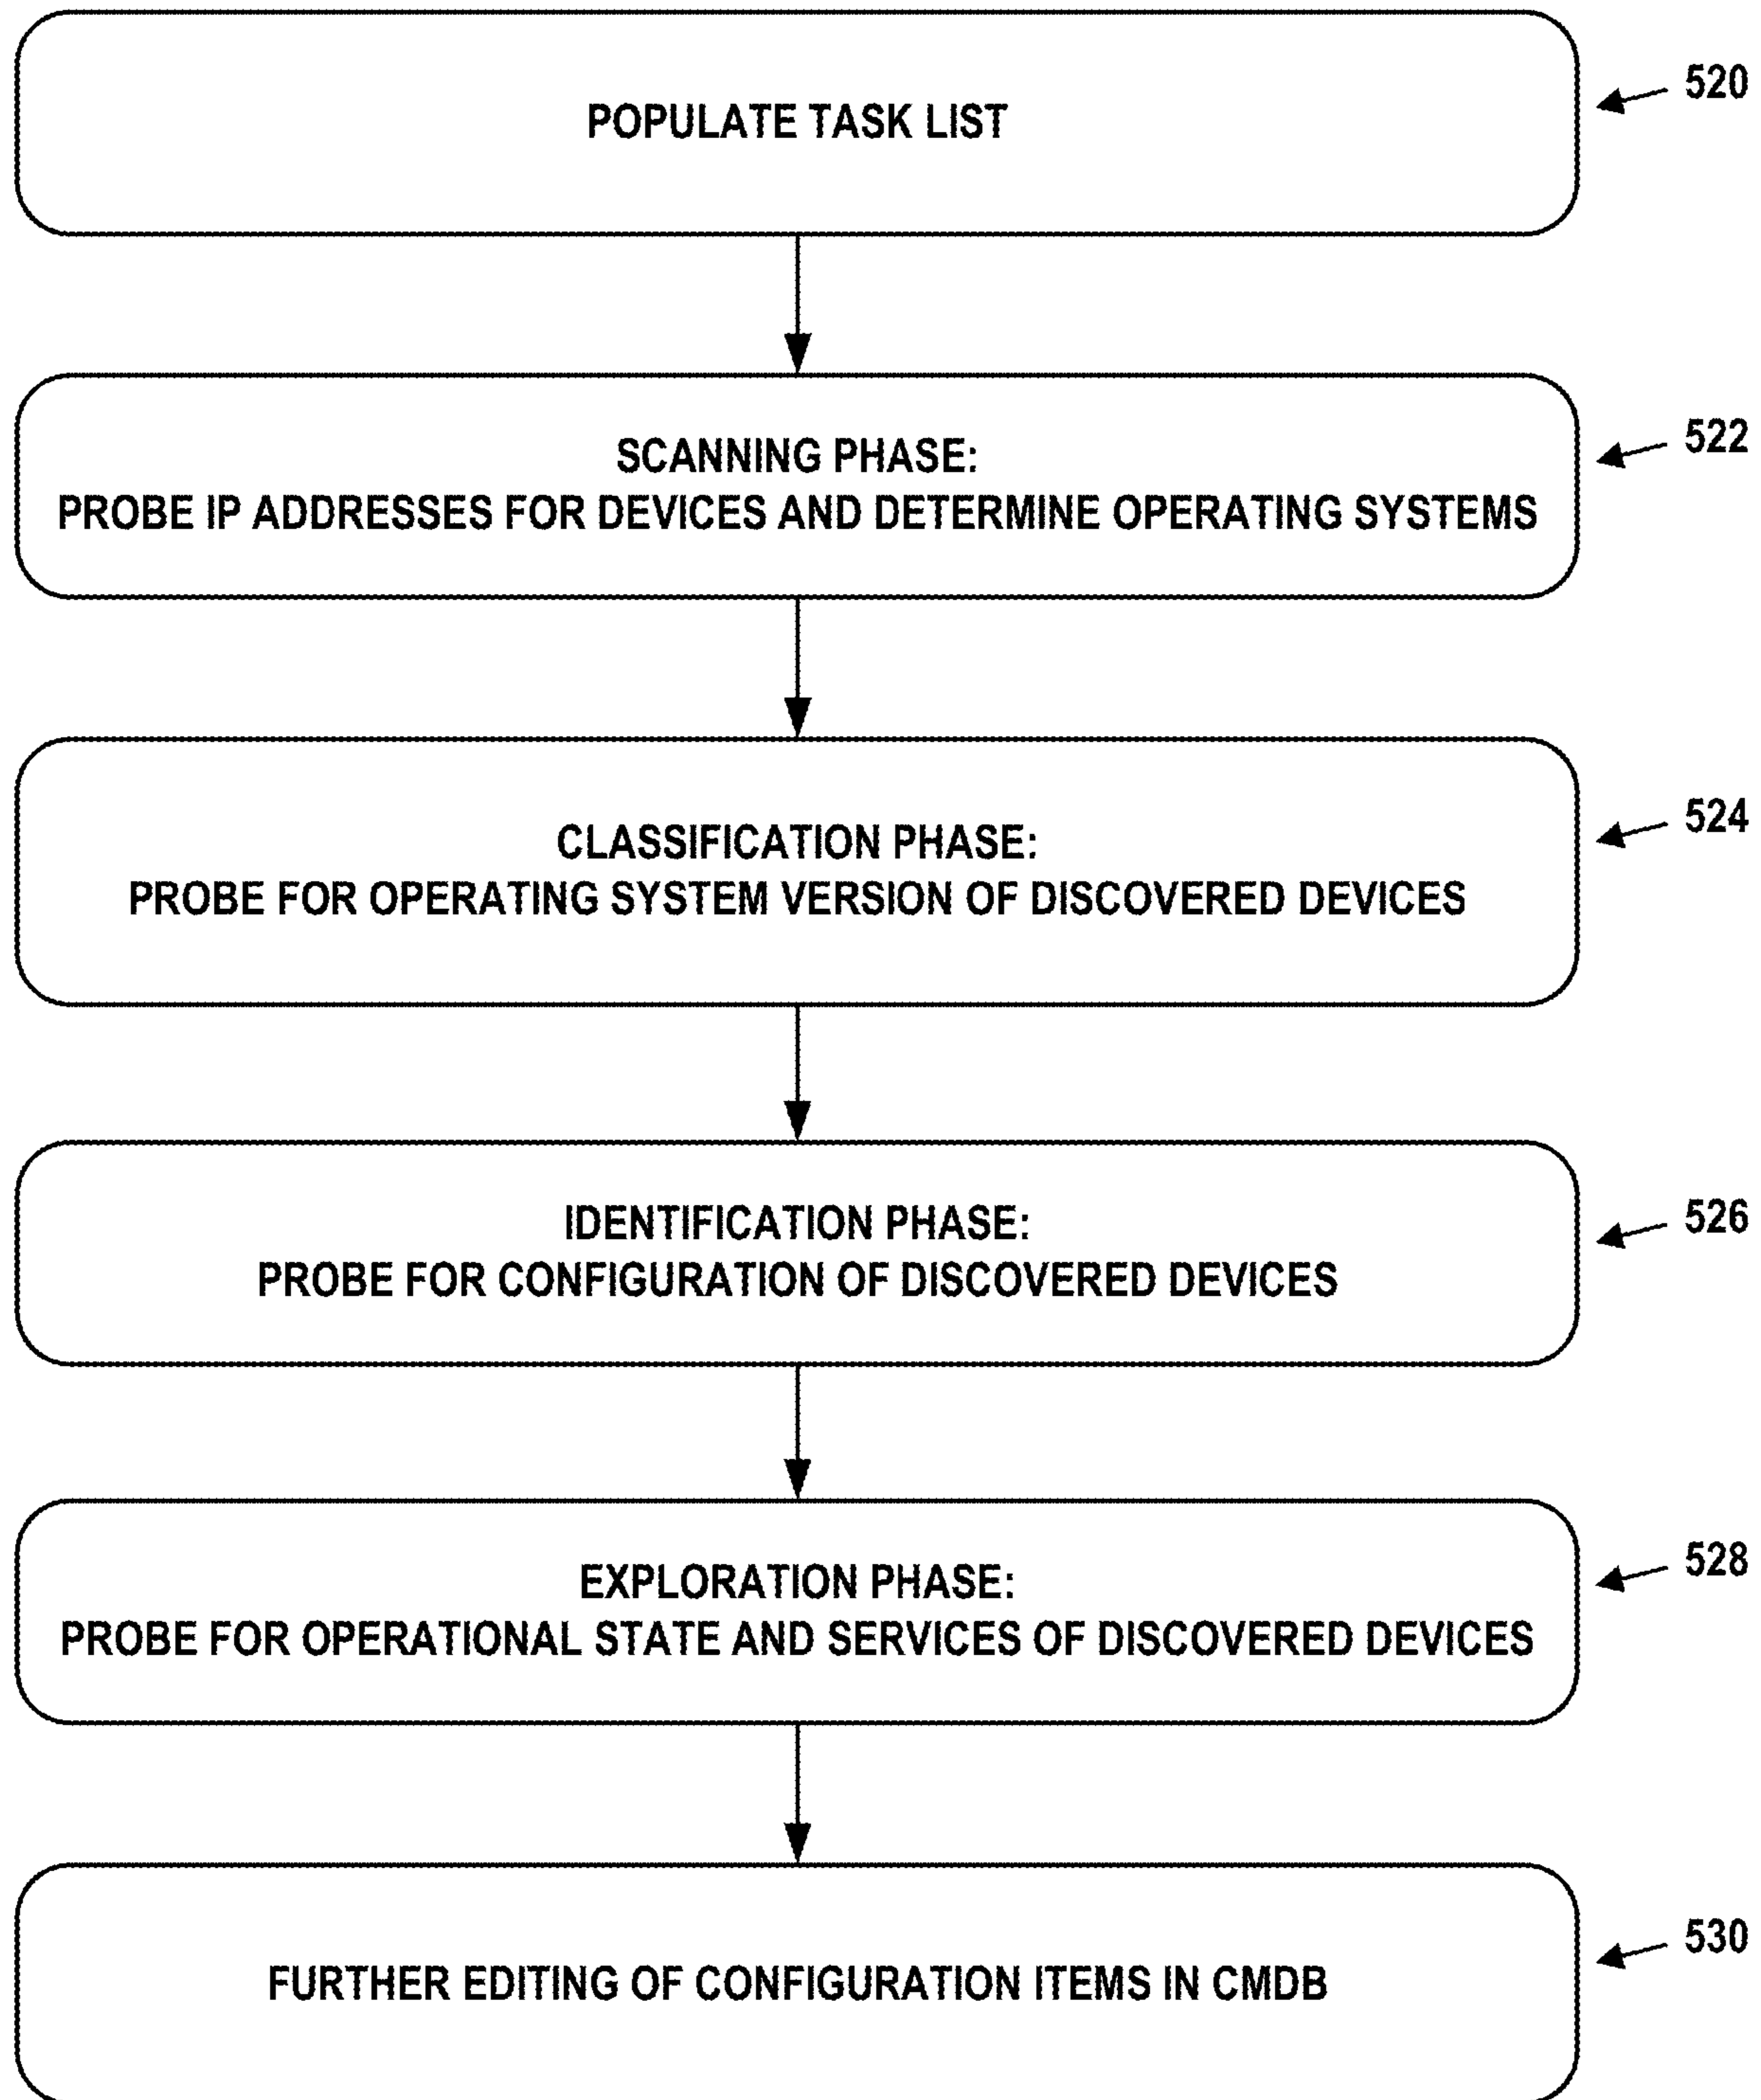 POPULATE TASK LIST
520
SCANNING PHASE:
PROBE IP ADDRESSES FOR DEVICES AND DETERMINE OPERATING SYSTEMS
522
CLASSIFICATION PHASE:
PROBE FOR OPERATING SYSTEM VERSION OF DISCOVERED DEVICES
524
IDENTIFICATION PHASE:
PROBE FOR CONFIGURATION OF DISCOVERED DEVICES
526
EXPLORATION PHASE:
PROBE FOR OPERATIONAL STATE AND SERVICES OF DISCOVERED DEVICES
528
FURTHER EDITING OF CONFIGURATION ITEMS IN CMDB
530